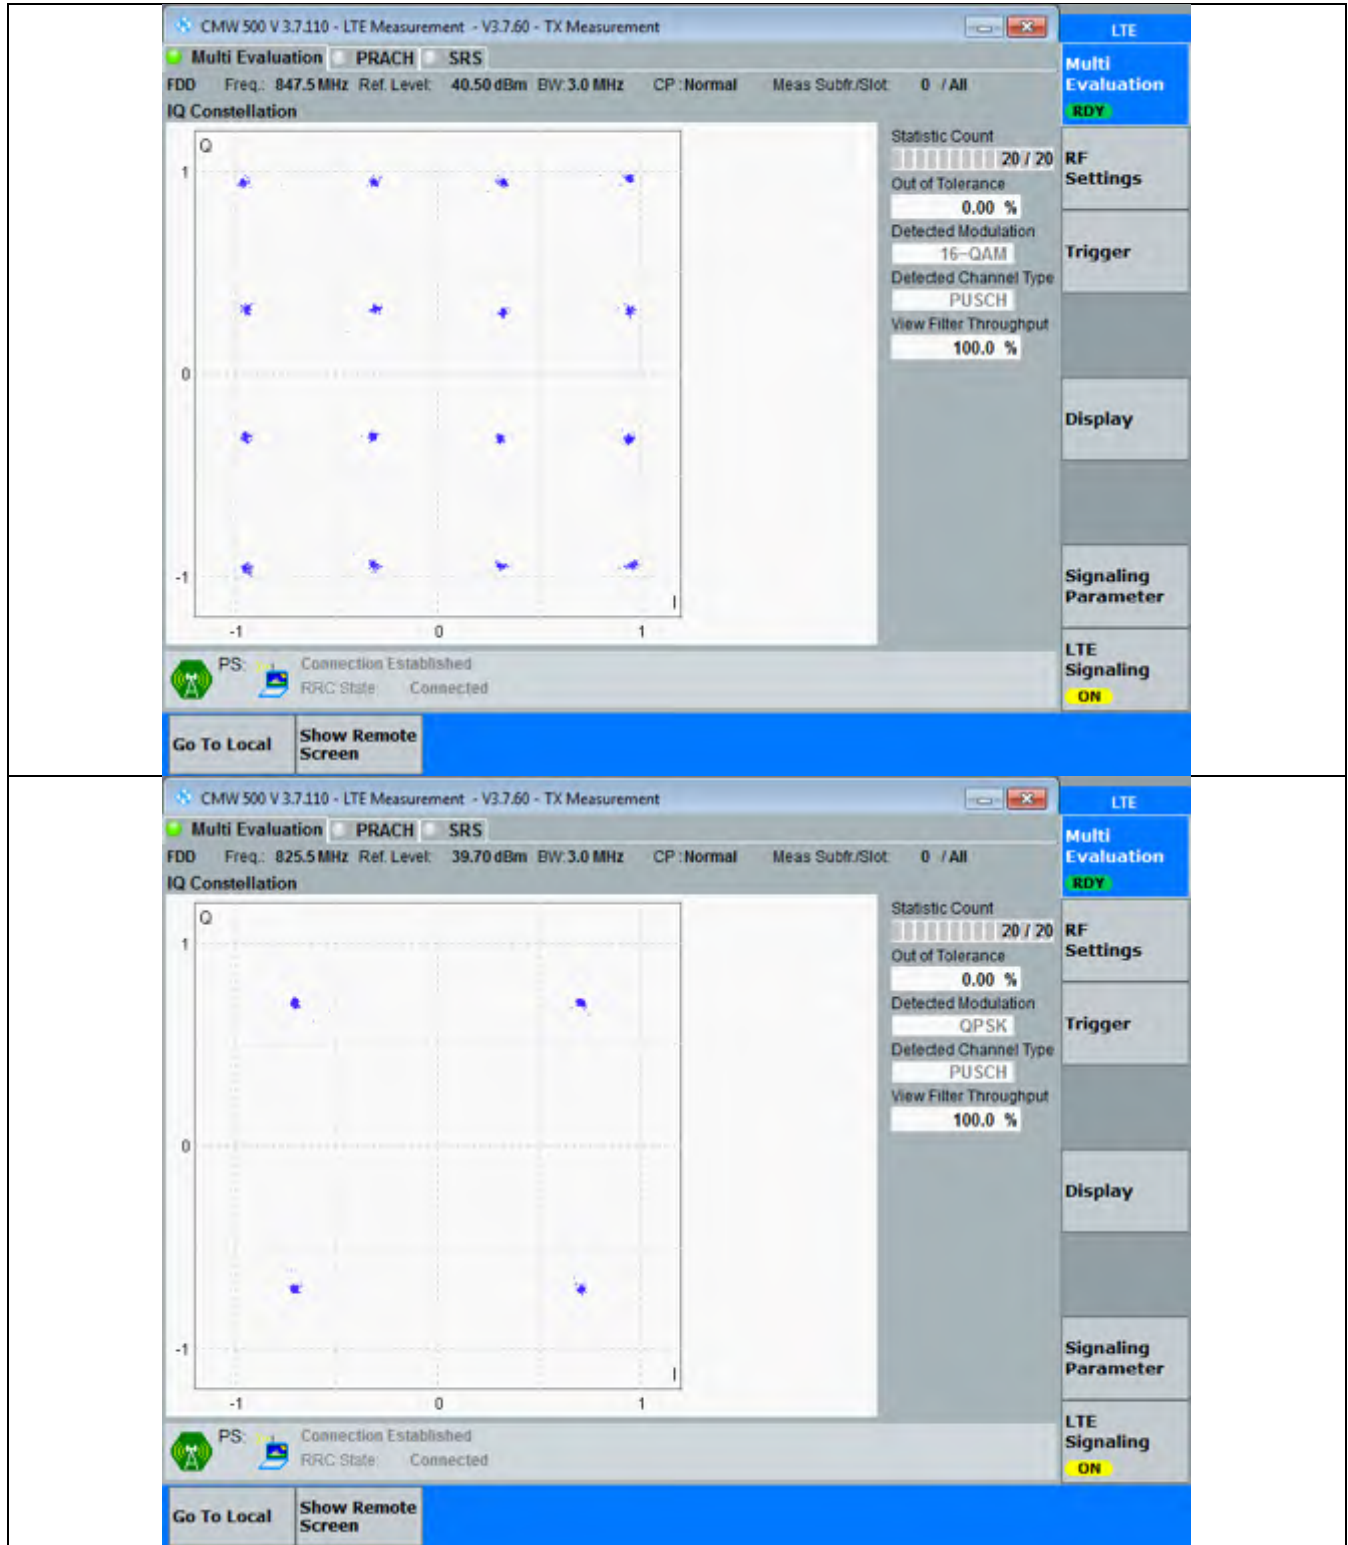 CMW 500 V 3.7.110 - LTE Measurement - V3.7.60 - TX Measurement
LTE
Multi Evaluation PRACH SRS
Multi
Evaluation
RDY
FDD Freq.: 847.5 MHz Ref. Level: 40.50 dBm BW: 3.0 MHz CP : Normal Meas Subfr./Slot: 0 / All
IQ Constellation
Q
1
0
-1
-1 0 1
I
Statistic Count
20 / 20
Out of Tolerance
0.00 %
Detected Modulation
16-QAM
Detected Channel Type
PUSCH
View Filter Throughput
100.0 %
RF
Settings
Trigger
Display
Signaling
Parameter
LTE
Signaling
ON
PS: Connection Established
RRC State Connected
Go To Local
Show Remote
Screen
CMW 500 V 3.7.110 - LTE Measurement - V3.7.60 - TX Measurement
LTE
Multi Evaluation PRACH SRS
Multi
Evaluation
RDY
FDD Freq.: 825.5 MHz Ref. Level: 39.70 dBm BW: 3.0 MHz CP : Normal Meas Subfr./Slot: 0 / All
IQ Constellation
Q
1
0
-1
-1 0 1
I
Statistic Count
20 / 20
Out of Tolerance
0.00 %
Detected Modulation
QPSK
Detected Channel Type
PUSCH
View Filter Throughput
100.0 %
RF
Settings
Trigger
Display
Signaling
Parameter
LTE
Signaling
ON
PS: Connection Established
RRC State Connected
Go To Local
Show Remote
Screen